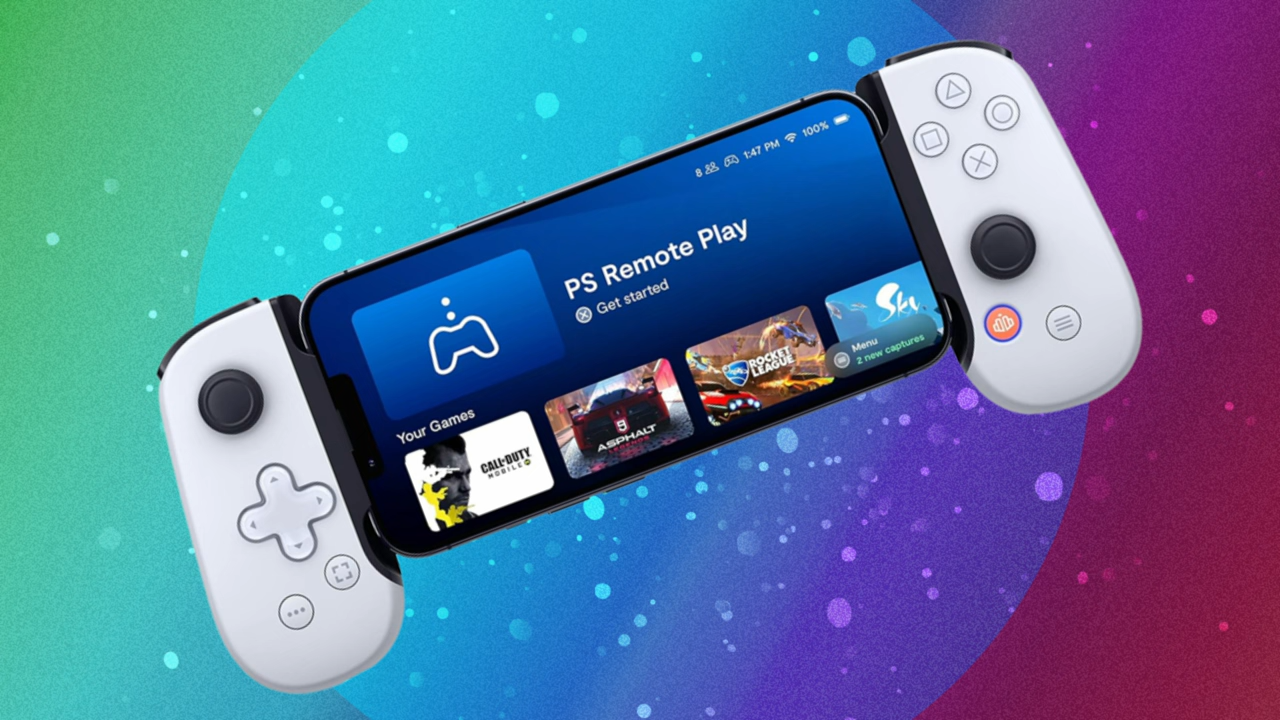 8 1:47 PM 100%
PS Remote Play
Get started
Your Games
CALL OF DUTY
MOBILE
ASPHALT
ROCKET
LEAGUE
Sky
Menu
2 new captures